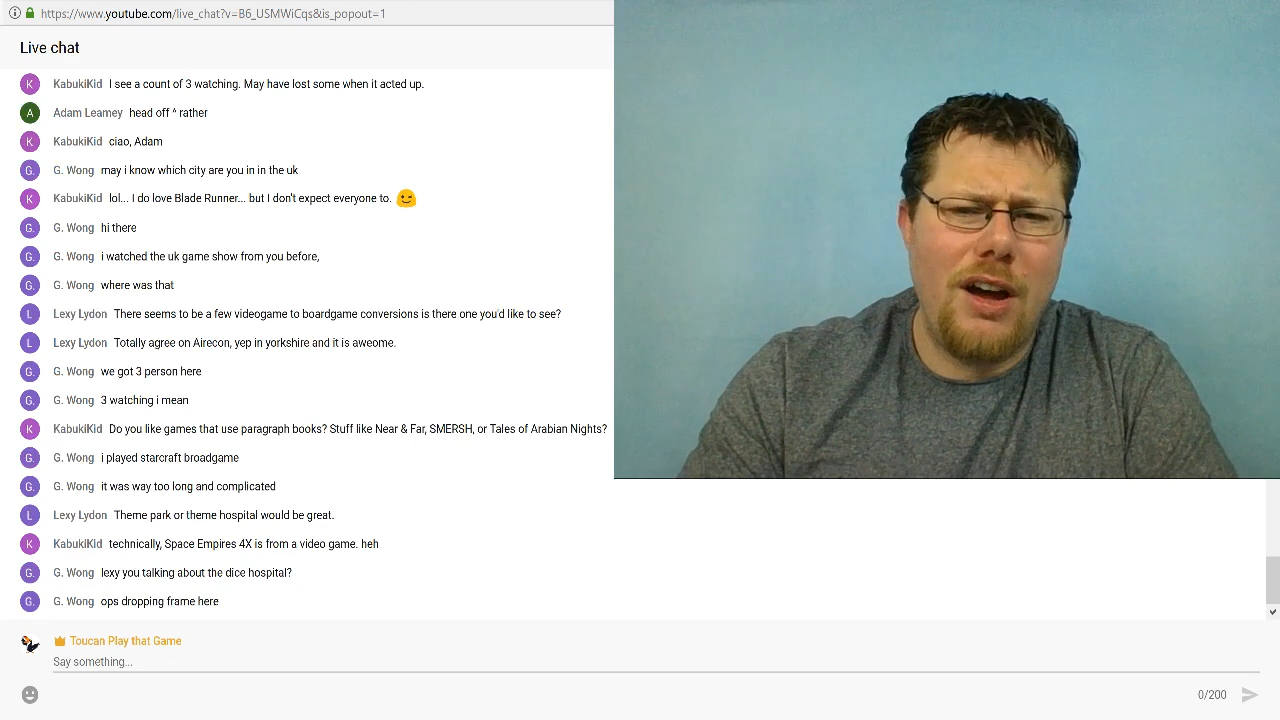 https://www.youtube.com/live_chat?v=B6_USMWiCqs&is_popout=1
Live chat
K KabukiKid I see a count of 3 watching. May have lost some when it acted up.
A Adam Leamey head off ^ rather
K KabukiKid ciao, Adam
G. G. Wong may i know which city are you in in the uk
K KabukiKid lol... I do love Blade Runner... but I don't expect everyone to.
G. G. Wong hi there
G. G. Wong i watched the uk game show from you before,
G. G. Wong where was that
L Lexy Lydon There seems to be a few videogame to boardgame conversions is there one you'd like to see?
L Lexy Lydon Totally agree on Airecon, yep in yorkshire and it is aweome.
G. G. Wong we got 3 person here
G. G. Wong 3 watching i mean
K KabukiKid Do you like games that use paragraph books? Stuff like Near & Far, SMERSH, or Tales of Arabian Nights?
G. G. Wong i played starcraft broadgame
G. G. Wong it was way too long and complicated
L Lexy Lydon Theme park or theme hospital would be great.
K KabukiKid technically, Space Empires 4X is from a video game. heh
G. G. Wong lexy you talking about the dice hospital?
G. G. Wong ops dropping frame here
Toucan Play that Game
Say something...
0/200